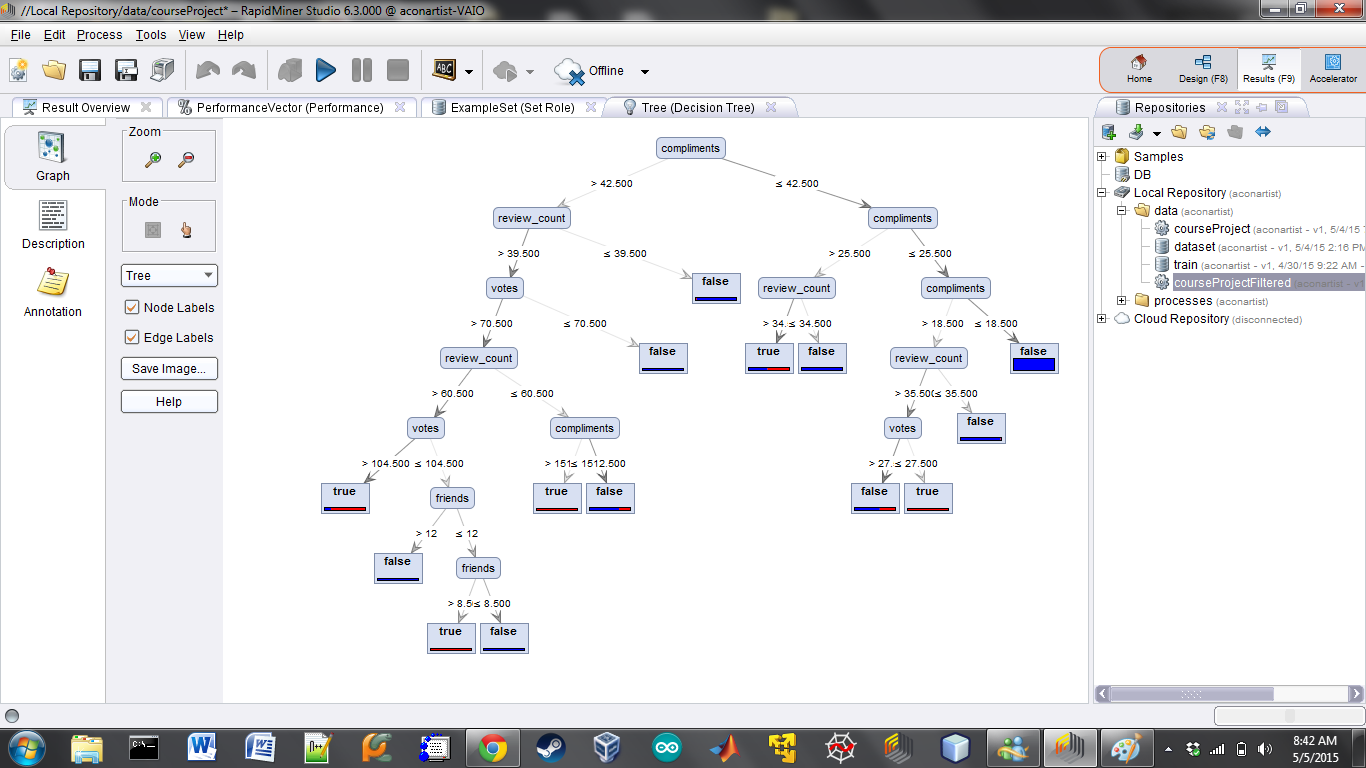 //Local Repository/data/courseProject* – RapidMiner Studio 6.3.000 @ aconartist-VAIO
File Edit Process Tools View Help
ABC
Offline
Home
Design (F8)
Results (F9)
Accelerator
Result Overview
PerformanceVector (Performance)
ExampleSet (Set Role)
Tree (Decision Tree)
Repositories
Graph
Description
Annotation
Zoom
Mode
Tree
Node Labels
Edge Labels
Save Image...
Help
compliments
> 42.500 ≤ 42.500
review_count compliments
> 39.500 ≤ 39.500 > 25.500 ≤ 25.500
votes false review_count compliments
> 70.500 ≤ 70.500 > 34. ≤ 34.500 > 18.500 ≤ 18.500
review_count false true false review_count false
> 60.500 ≤ 60.500 > 35.500 ≤ 35.500
votes compliments votes false
> 104.500 ≤ 104.500 > 151 ≤ 1512.500 > 27. ≤ 27.500
true friends true false false true
> 12 ≤ 12
false friends
> 8.5 ≤ 8.500
true false
Samples
DB
Local Repository (aconartist)
data (aconartist)
courseProject (aconartist - v1, 5/4/15
dataset (aconartist - v1, 5/4/15 2:16 PM
train (aconartist - v1, 4/30/15 9:22 AM -
courseProjectFiltered (aconartist - v1
processes (aconartist)
Cloud Repository (disconnected)
8:42 AM
5/5/2015